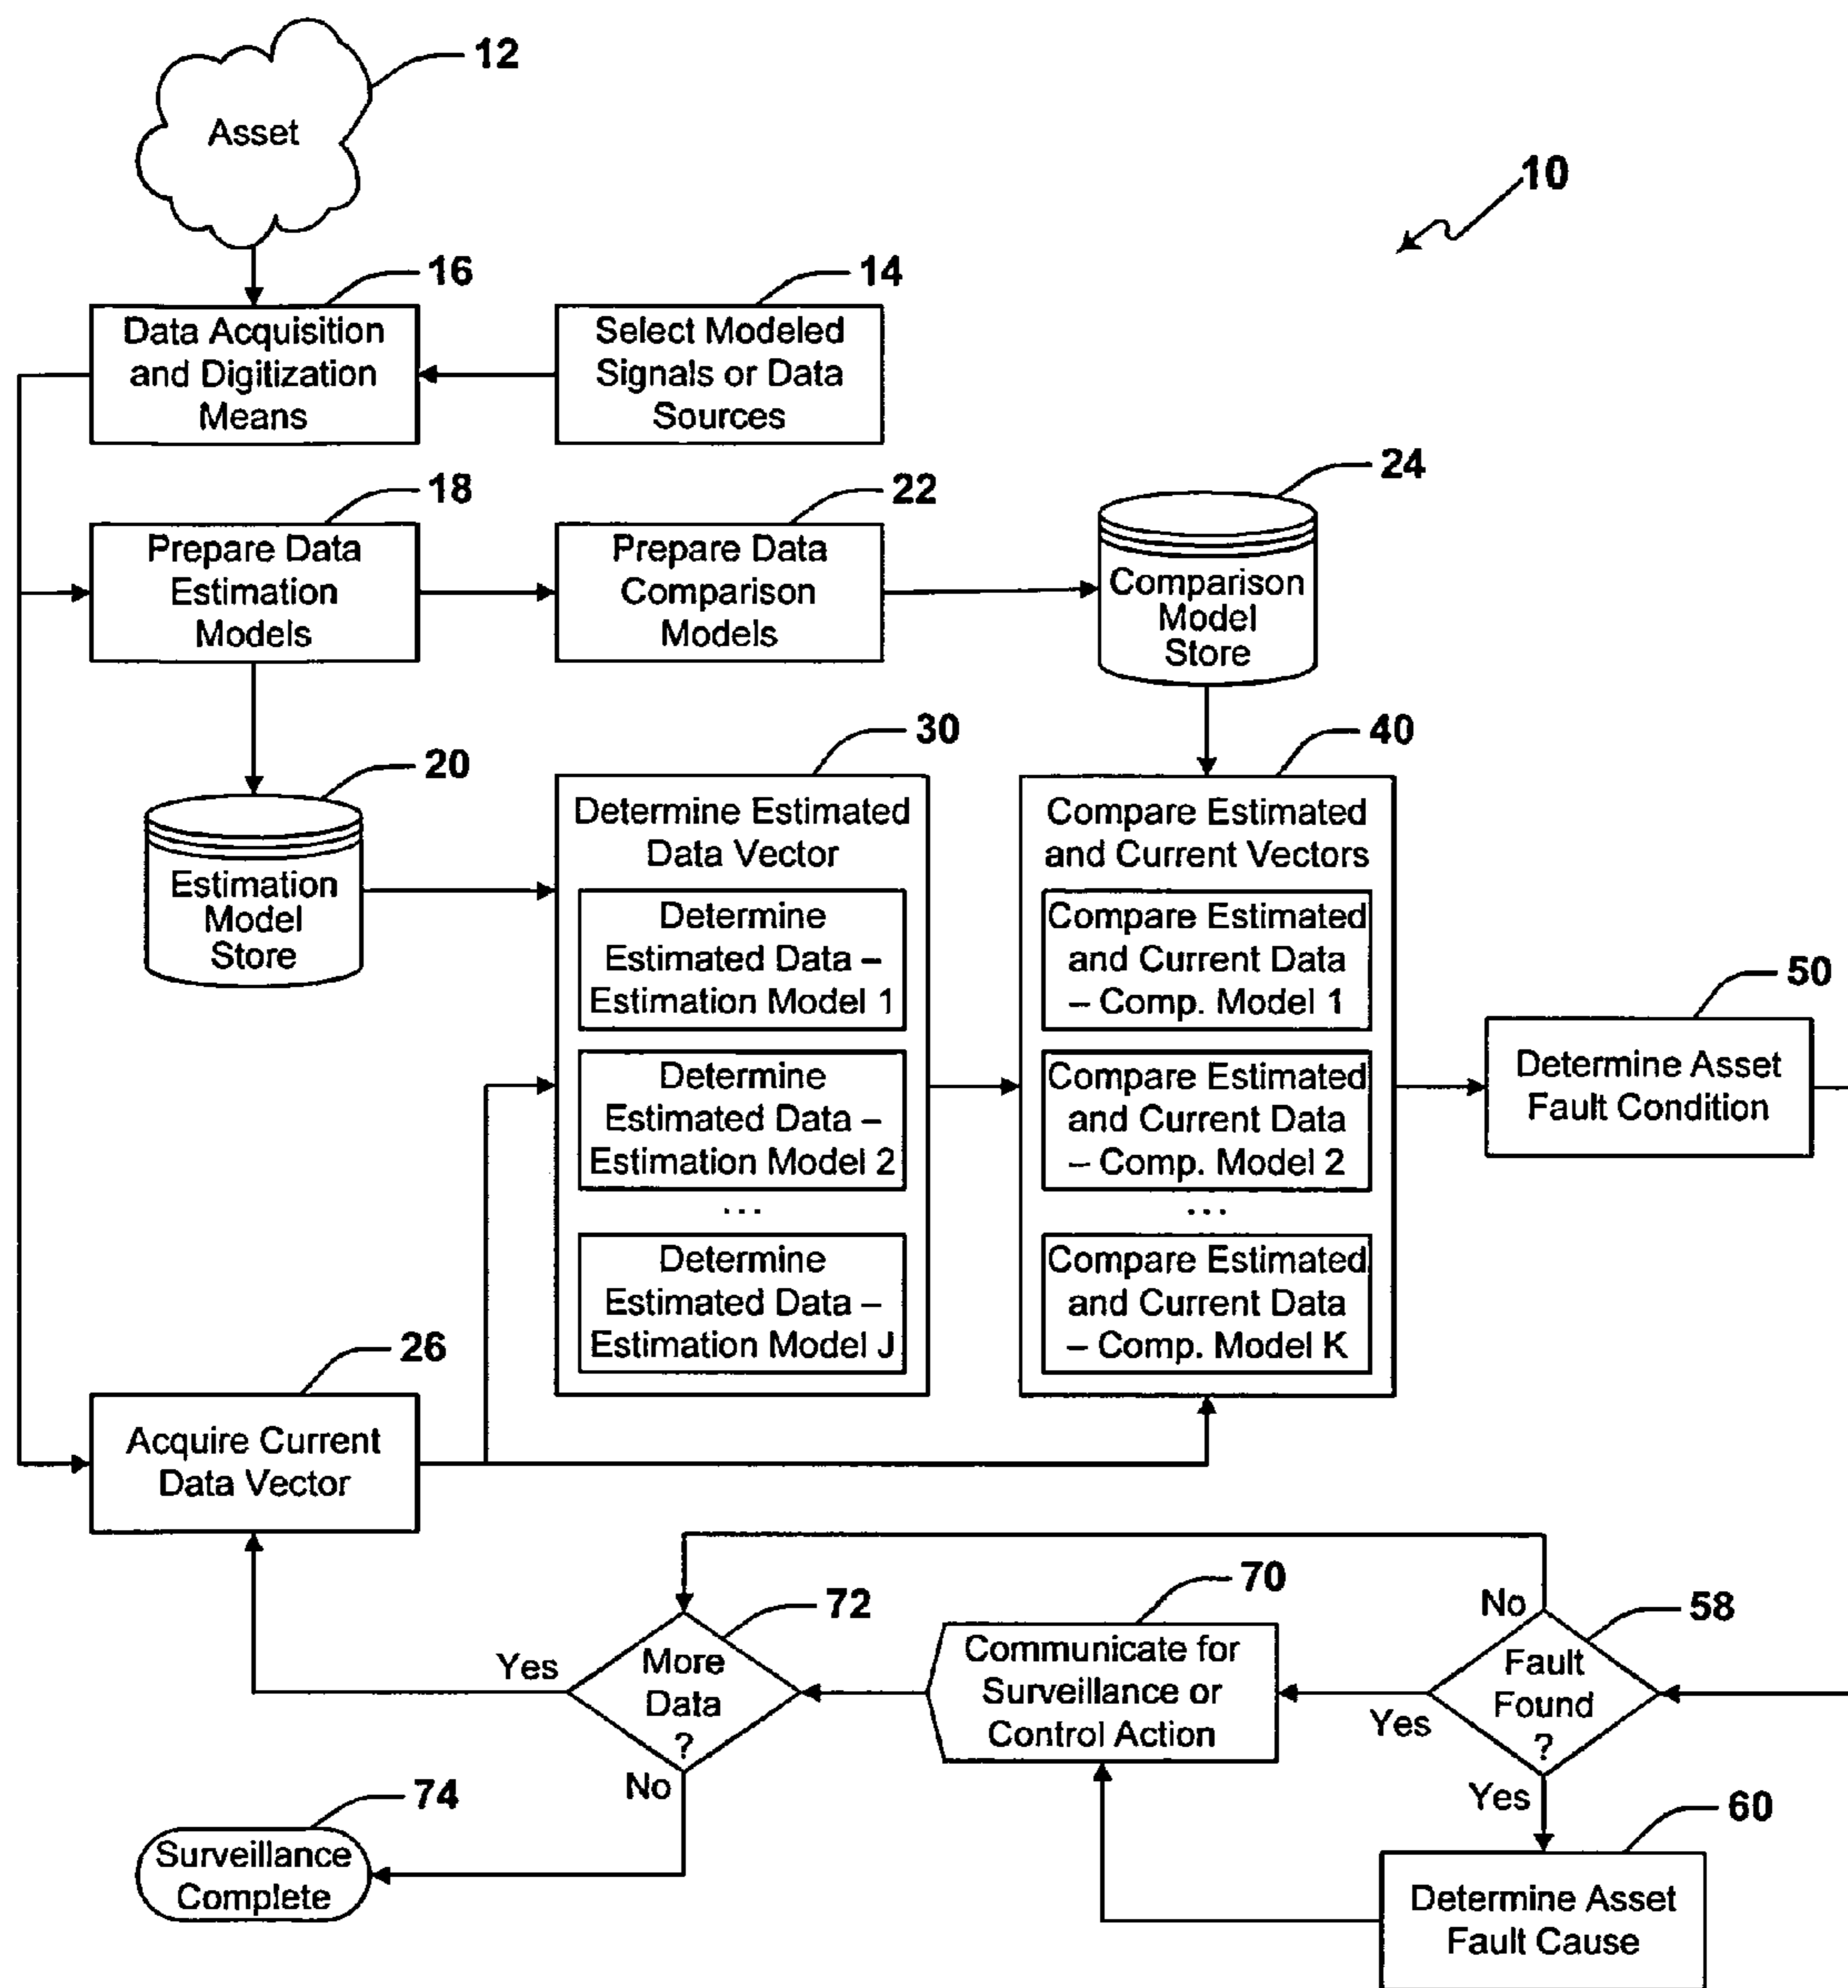 12
Asset
10
16
14
Data Acquisition
and Digitization
Means
Select Modeled
Signals or Data
Sources
18
22
24
Prepare Data
Estimation
Models
Prepare Data
Comparison
Models
Comparison
Model
Store
20
30
40
Estimation
Model
Store
Determine Estimated
Data Vector
Determine
Estimated Data –
Estimation Model 1
Determine
Estimated Data –
Estimation Model 2
...
Determine
Estimated Data –
Estimation Model J
Compare Estimated
and Current Vectors
Compare Estimated
and Current Data
– Comp. Model 1
Compare Estimated
and Current Data
– Comp. Model 2
...
Compare Estimated
and Current Data
– Comp. Model K
50
Determine Asset
Fault Condition
26
Acquire Current
Data Vector
72
More
Data
?
Yes
No
70
Communicate for
Surveillance or
Control Action
58
No
Fault
Found
?
Yes
Yes
74
Surveillance
Complete
60
Determine Asset
Fault Cause